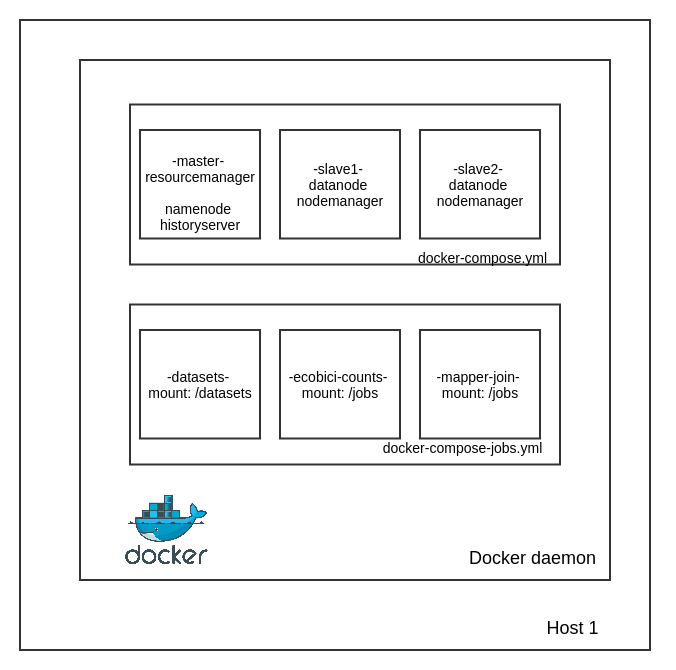 -master-
resourcemanager
namenode
historyserver
-slave1-
datanode
nodemanager
-slave2-
datanode
nodemanager
docker-compose.yml
-datasets-
mount: /datasets
-ecobici-counts-
mount: /jobs
-mapper-join-
mount: /jobs
docker-compose-jobs.yml
docker
Docker daemon
Host 1